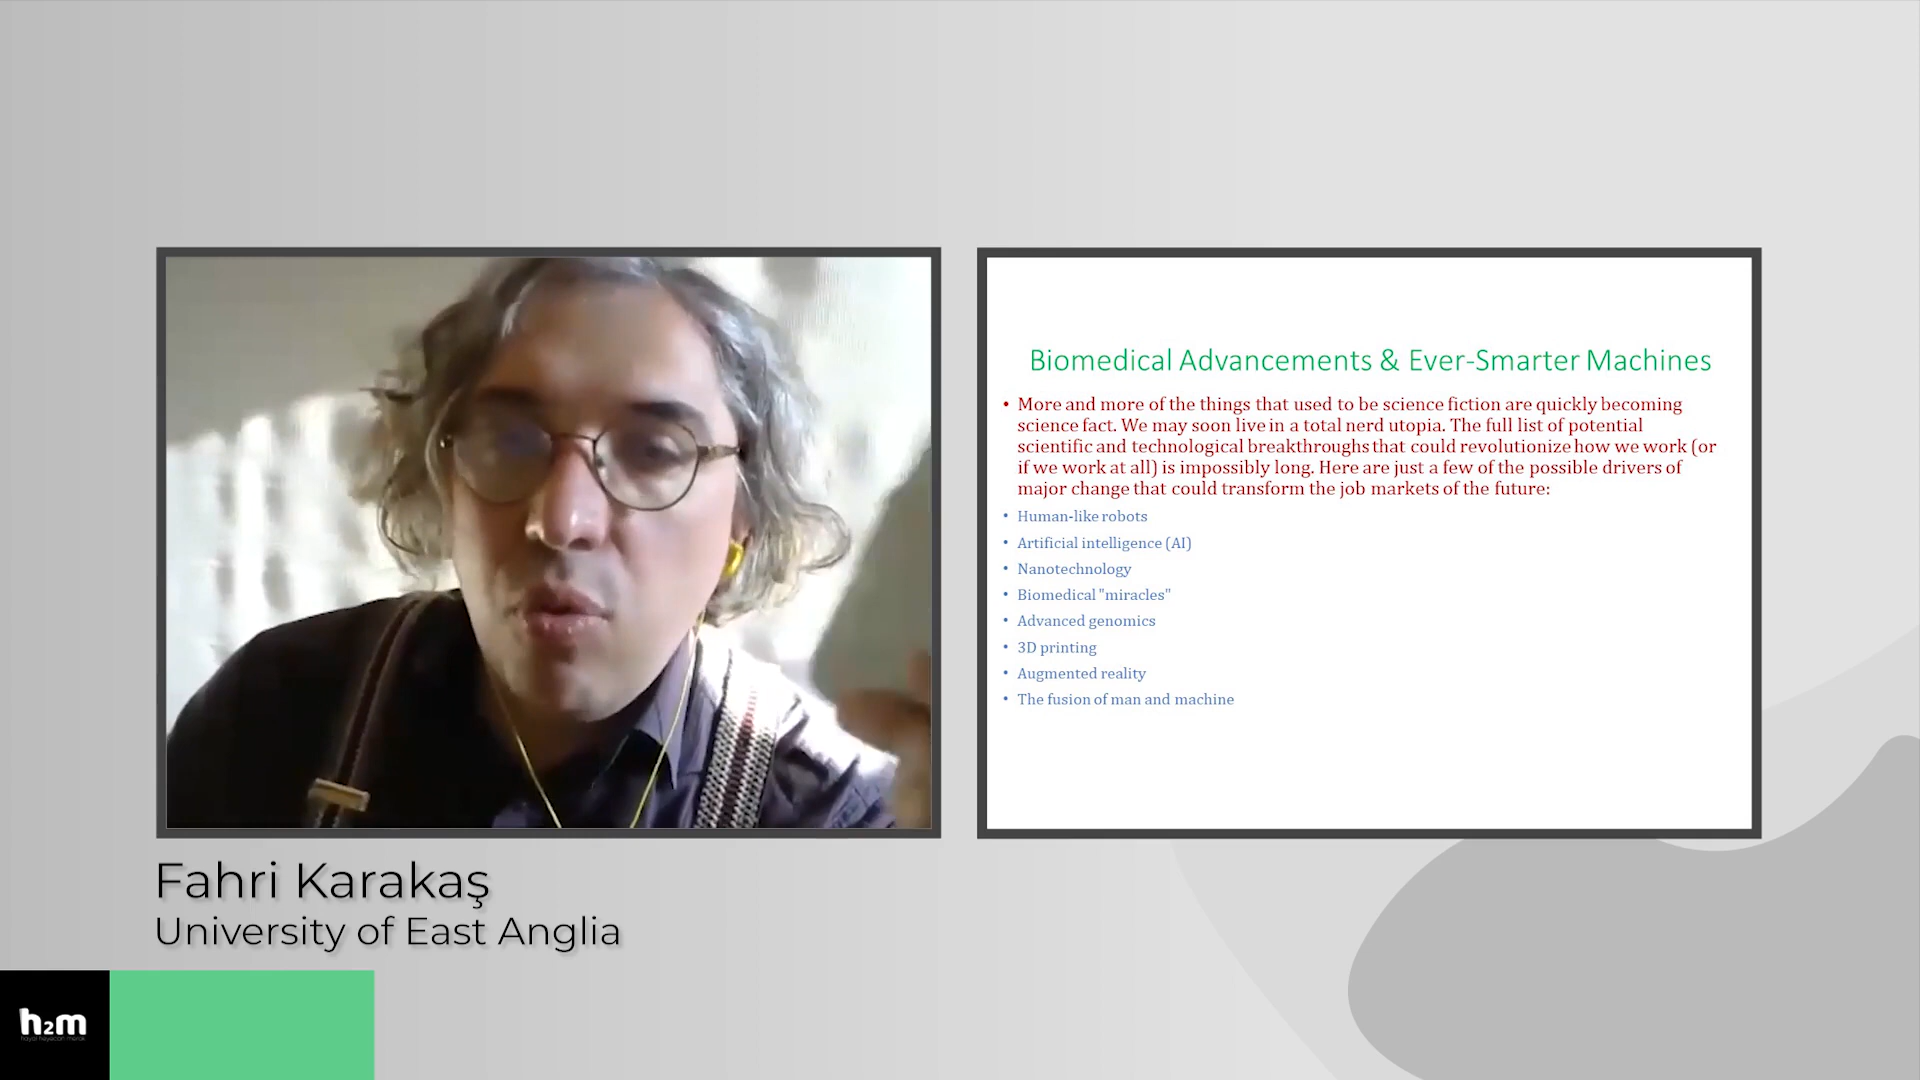 Biomedical Advancements & Ever-Smarter Machines
• More and more of the things that used to be science fiction are quickly becoming
science fact. We may soon live in a total nerd utopia. The full list of potential
scientific and technological breakthroughs that could revolutionize how we work (or
if we work at all) is impossibly long. Here are just a few of the possible drivers of
major change that could transform the job markets of the future:
• Human-like robots
• Artificial intelligence (AI)
• Nanotechnology
• Biomedical "miracles"
• Advanced genomics
• 3D printing
• Augmented reality
• The fusion of man and machine
Fahri Karakaş
University of East Anglia
h2m
hayal heyecan merak